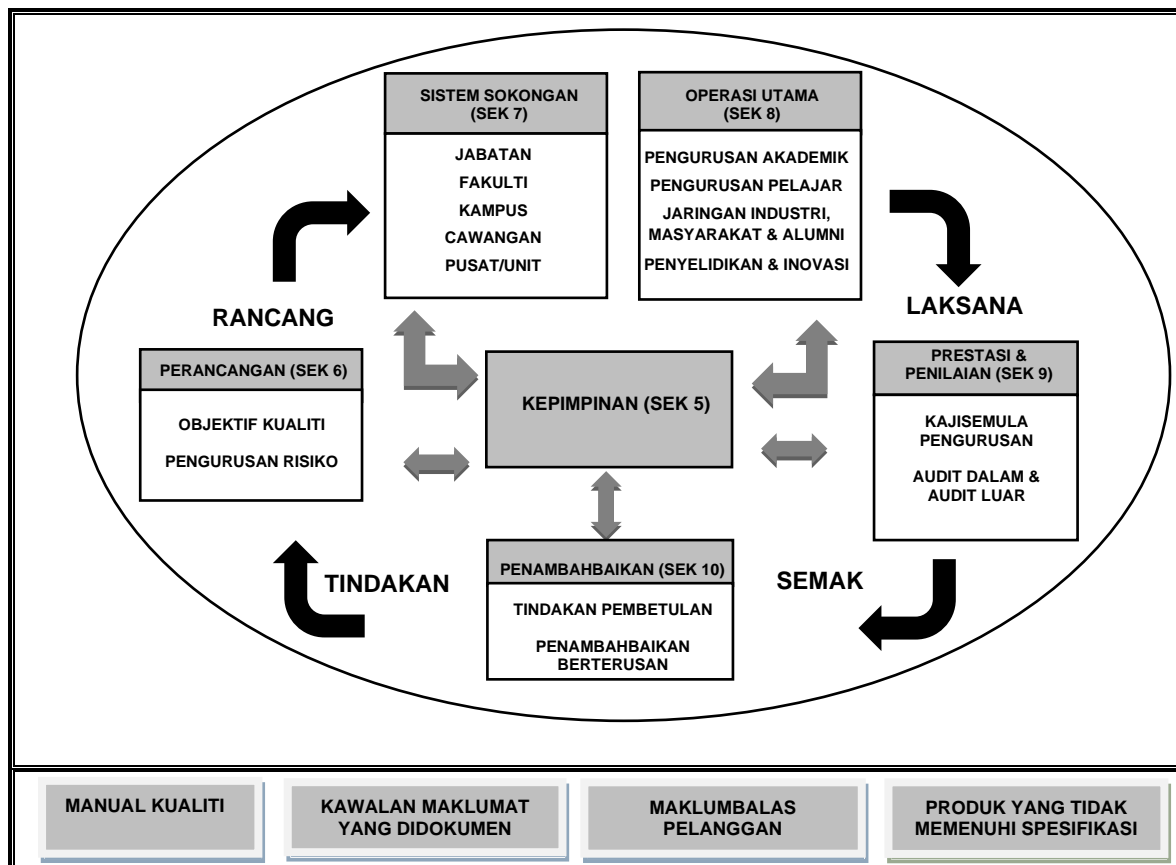 SISTEM SOKONGAN
(SEK 7)
JABATAN
FAKULTI
KAMPUS
CAWANGAN
PUSAT/UNIT
OPERASI UTAMA
(SEK 8)
PENGURUSAN AKADEMIK
PENGURUSAN PELAJAR
JARINGAN INDUSTRI,
MASYARAKAT & ALUMNI
PENYELIDIKAN & INOVASI
RANCANG
LAKSANA
PERANCANGAN (SEK 6)
OBJEKTIF KUALITI
PENGURUSAN RISIKO
KEPIMPINAN (SEK 5)
PRESTASI &
PENILAIAN (SEK 9)
KAJISEMULA
PENGURUSAN
AUDIT DALAM &
AUDIT LUAR
TINDAKAN
PENAMBAHBAIKAN (SEK 10)
TINDAKAN PEMBETULAN
PENAMBAHBAIKAN
BERTERUSAN
SEMAK
MANUAL KUALITI
KAWALAN MAKLUMAT
YANG DIDOKUMEN
MAKLUMBALAS
PELANGGAN
PRODUK YANG TIDAK
MEMENUHI SPESIFIKASI